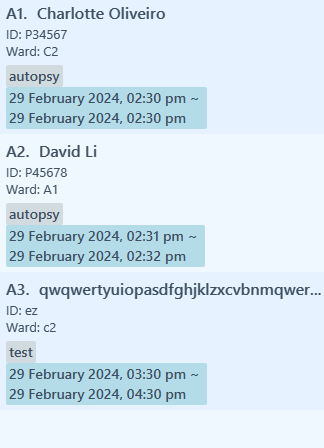 A1. Charlotte Oliveiro
ID: P34567
Ward: C2
autopsy
29 February 2024, 02:30 pm ~
29 February 2024, 02:30 pm
A2. David Li
ID: P45678
Ward: A1
autopsy
29 February 2024, 02:31 pm ~
29 February 2024, 02:32 pm
A3. qwqwertyuiopasdfghjklzxcvbnmqwer...
ID: ez
Ward: c2
test
29 February 2024, 03:30 pm ~
29 February 2024, 04:30 pm